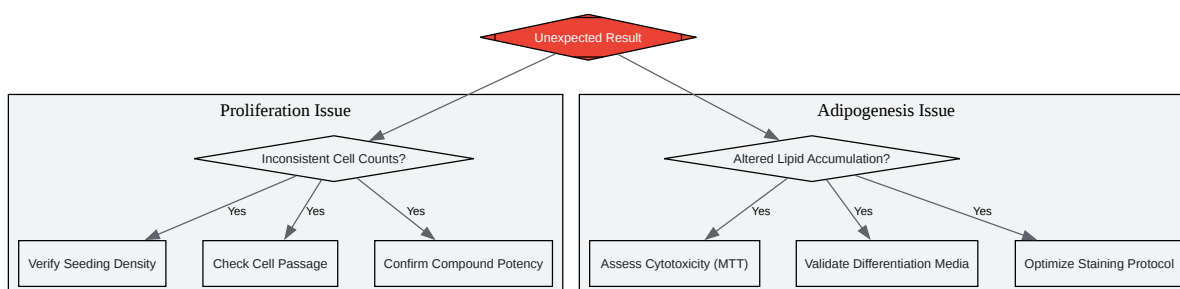 Unexpected Result
Proliferation Issue
Adipogenesis Issue
Inconsistent Cell Counts?
Altered Lipid Accumulation?
Yes
Yes
Yes
Yes
Yes
Yes
Verify Seeding Density
Check Cell Passage
Confirm Compound Potency
Assess Cytotoxicity (MTT)
Validate Differentiation Media
Optimize Staining Protocol